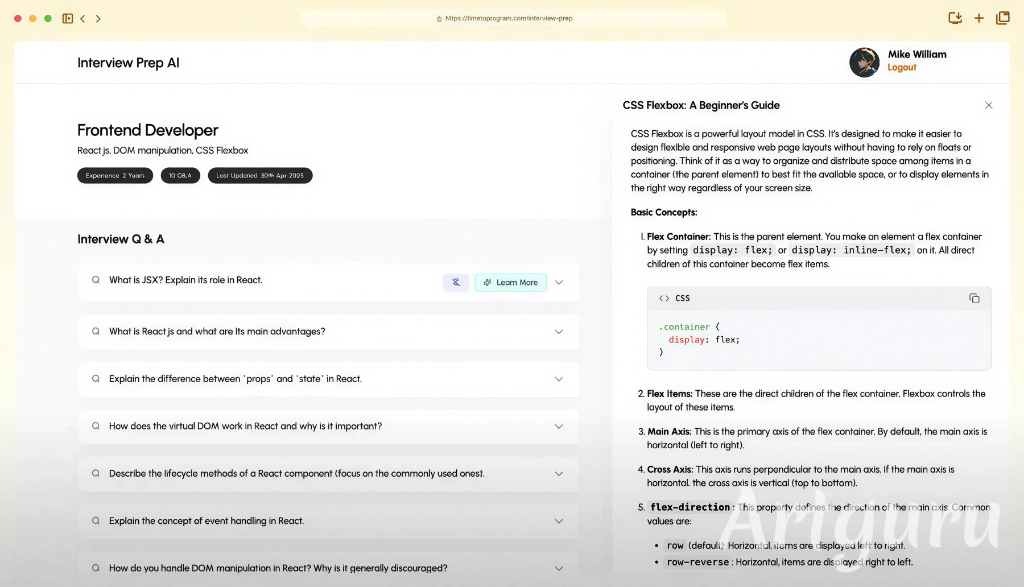 https://timetoprogram.com/interview-prep
Interview Prep AI
Mike William
Logout
Frontend Developer
React js, DOM manipulation, CSS Flexbox
Experience 2 Years
10 Q&A
Last Updated 30th Apr 2005
Interview Q & A
What is JSX? Explain its role in React.
Learn More
What is React js and what are its main advantages?
Explain the difference between `props` and `state` in React.
How does the virtual DOM work in React and why is it important?
Describe the lifecycle methods of a React component (focus on the commonly used ones).
Explain the concept of event handling in React.
How do you handle DOM manipulation in React? Why is it generally discouraged?
CSS Flexbox: A Beginner's Guide
CSS Flexbox is a powerful layout model in CSS. It's designed to make it easier to
design flexible and responsive web page layouts without having to rely on floats or
positioning. Think of it as a way to organize and distribute space among items in a
container (the parent element) to best fit the available space, or to display elements in
the right way regardless of your screen size.
Basic Concepts:
1. Flex Container: This is the parent element. You make an element a flex container
by setting display: flex; or display: inline-flex; on it. All direct
children of this container become flex items.
<> CSS
.container {
display: flex;
}
2. Flex Items: These are the direct children of the flex container. Flexbox controls the
layout of these items.
3. Main Axis: This is the primary axis of the flex container. By default, the main axis is
horizontal (left to right).
4. Cross Axis: This axis runs perpendicular to the main axis. If the main axis is
horizontal, the cross axis is vertical (top to bottom).
5. flex-direction: This property defines the direction of the main axis. Common
values are:
• row (default): Horizontal, items are displayed left to right.
• row-reverse: Horizontal, items are displayed right to left.
Artguru